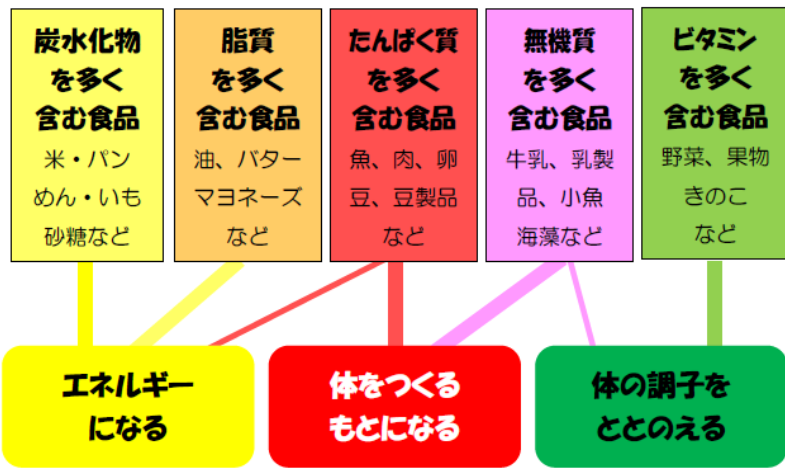 炭水化物
を多く
含む食品
米・パン
めん・いも
砂糖など
脂質
を多く
含む食品
油、バター
マヨネーズ
など
たんぱく質
を多く
含む食品
魚、肉、卵
豆、豆製品
など
無機質
を多く
含む食品
牛乳、乳製
品、小魚
海藻など
ビタミン
を多く
含む食品
野菜、果物
きのこ
など
エネルギー
になる
体をつくる
もとになる
体の調子を
ととのえる